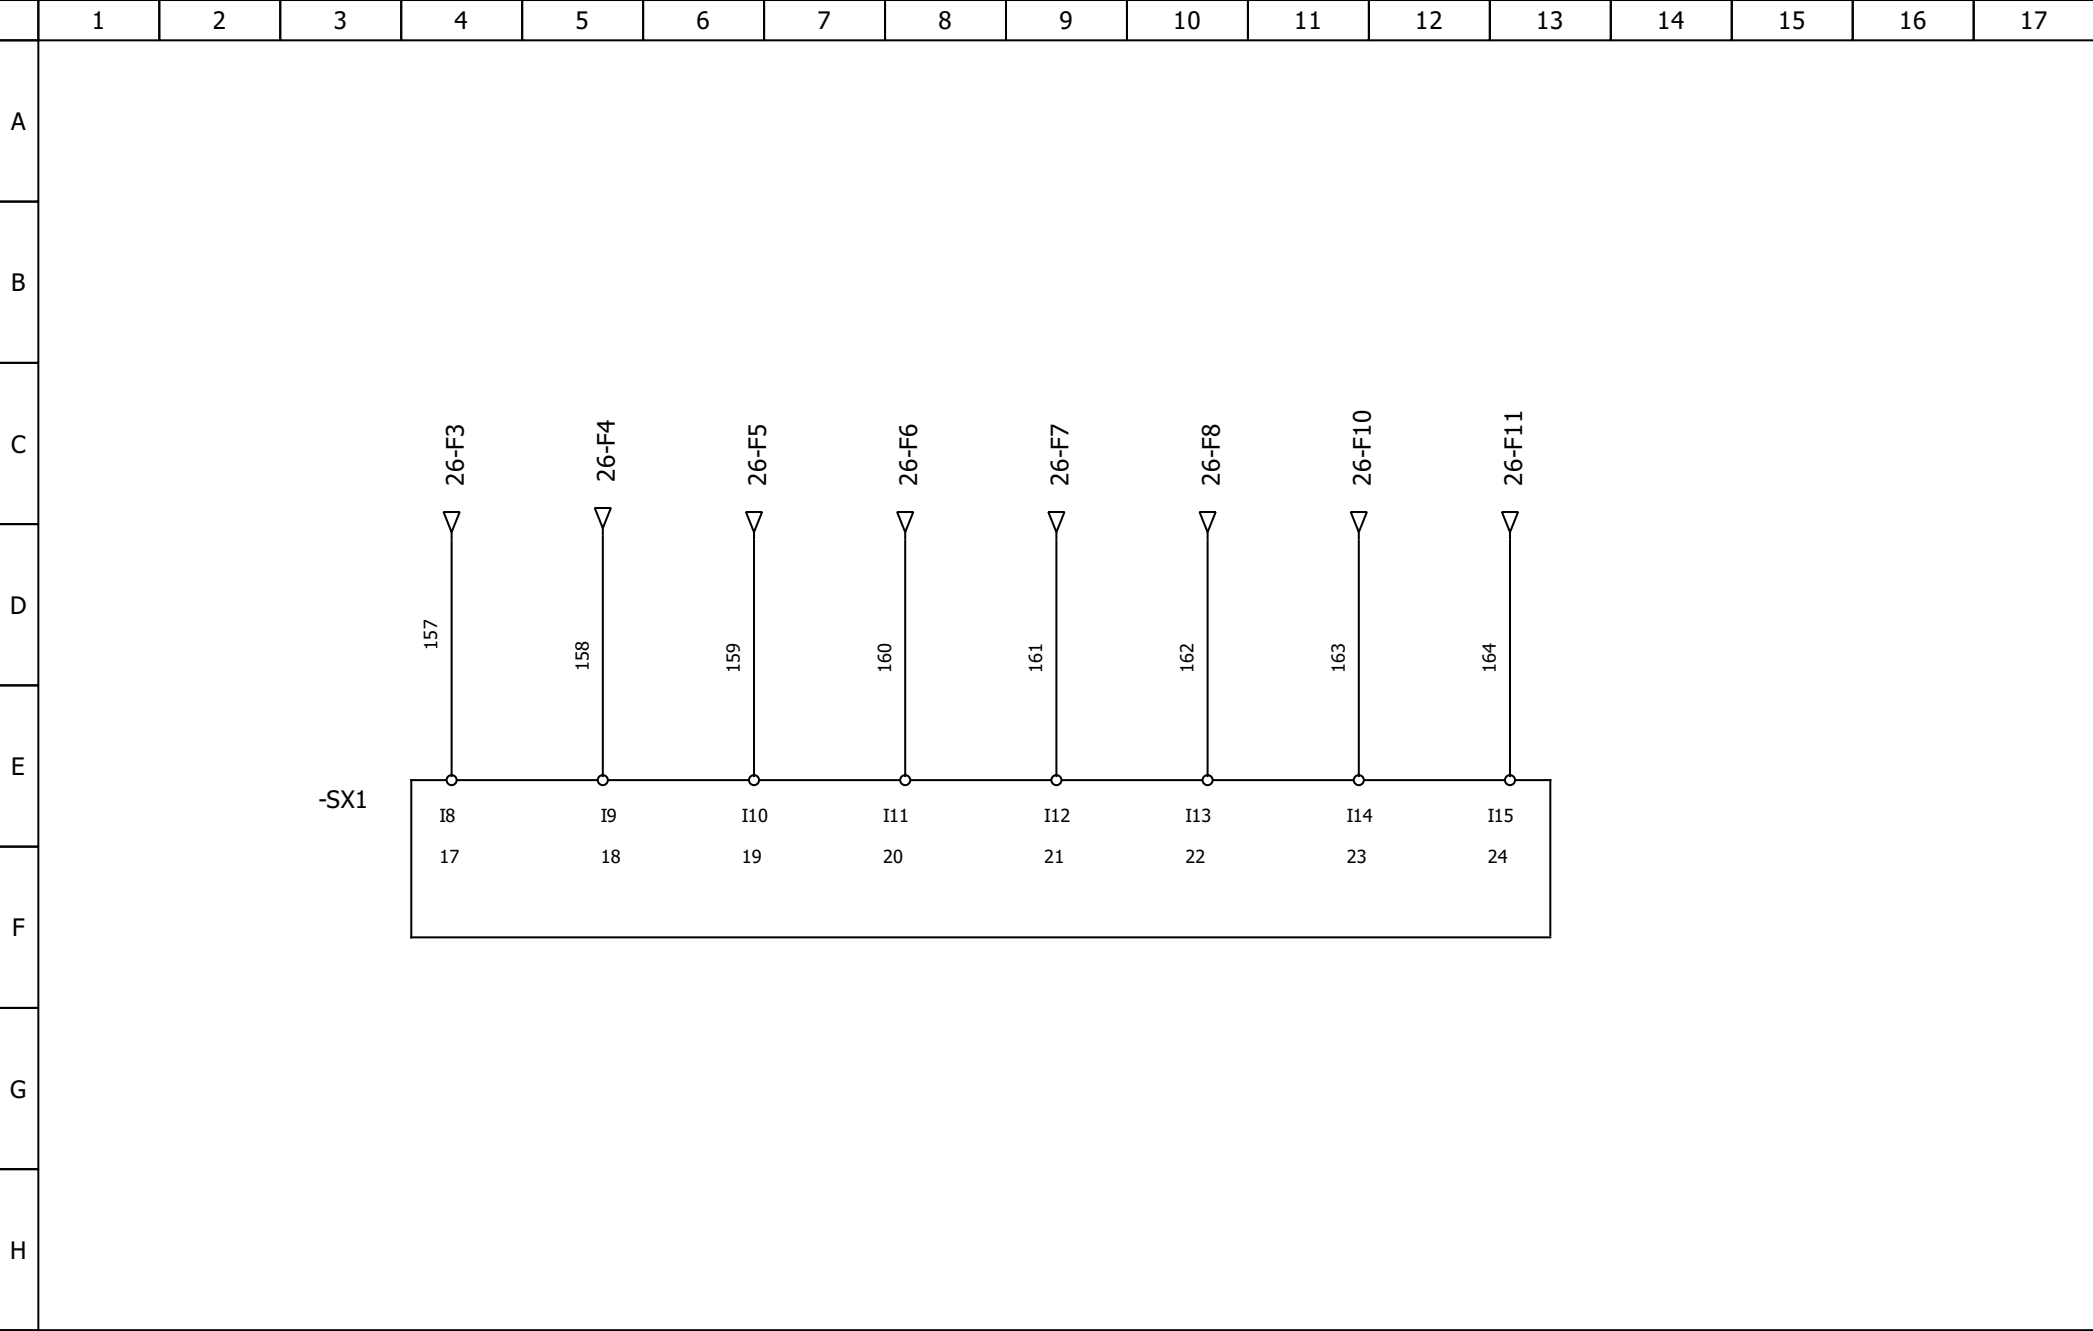 1 2 3 4 5 6 7 8 9 10 11 12 13 14 15 16 17
A
B
C
26-F3 26-F4 26-F5 26-F6 26-F7 26-F8 26-F10 26-F11
D
157 158 159 160 161 162 163 164
E
-SX1
I8 I9 I10 I11 I12 I13 I14 I15
17 18 19 20 21 22 23 24
F
G
H